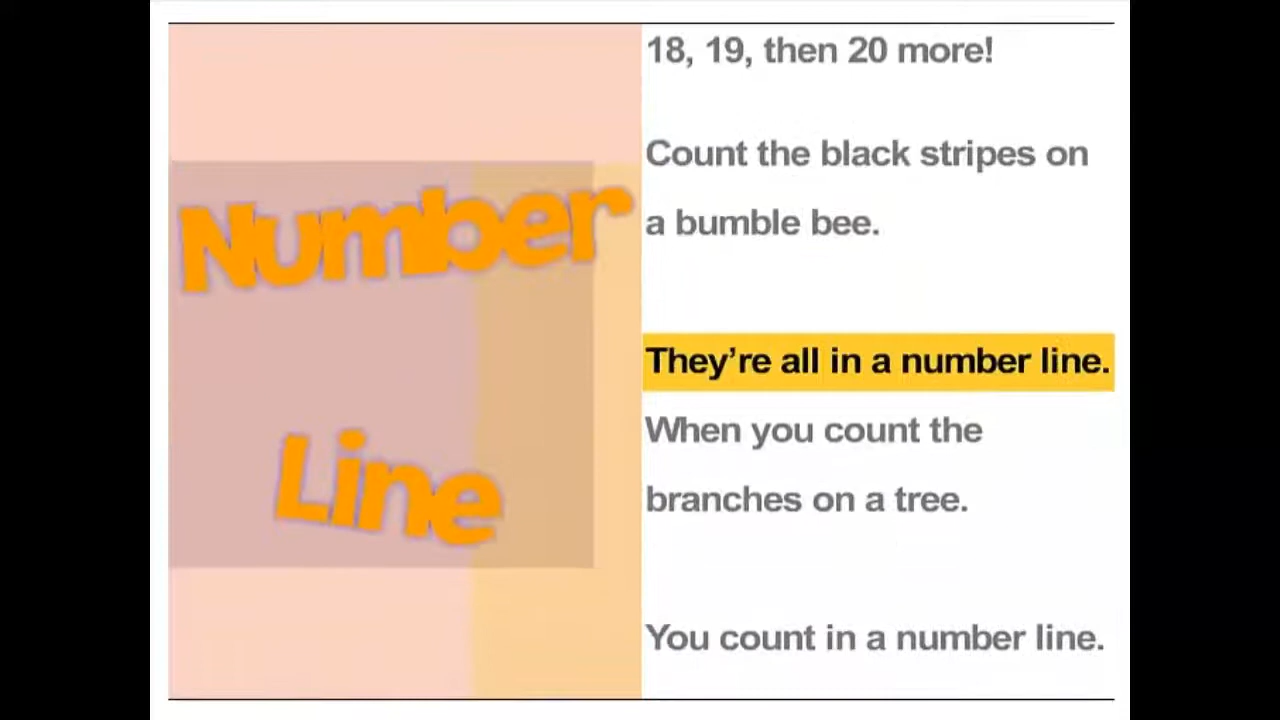 Number
Line
18, 19, then 20 more!
Count the black stripes on
a bumble bee.
They’re all in a number line.
When you count the
branches on a tree.
You count in a number line.